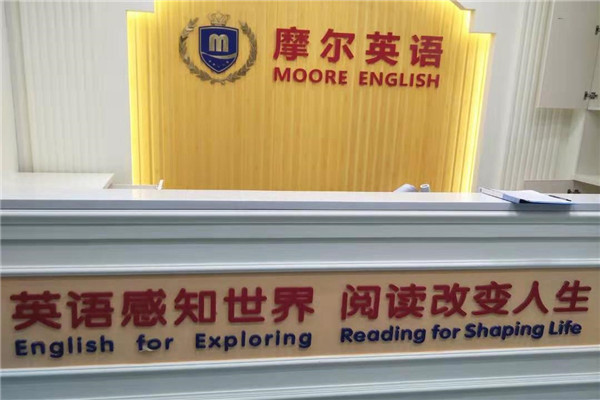 m
摩尔英语
MOORE ENGLISH
英语感知世界 阅读改变人生
English for Exploring Reading for Shaping Life